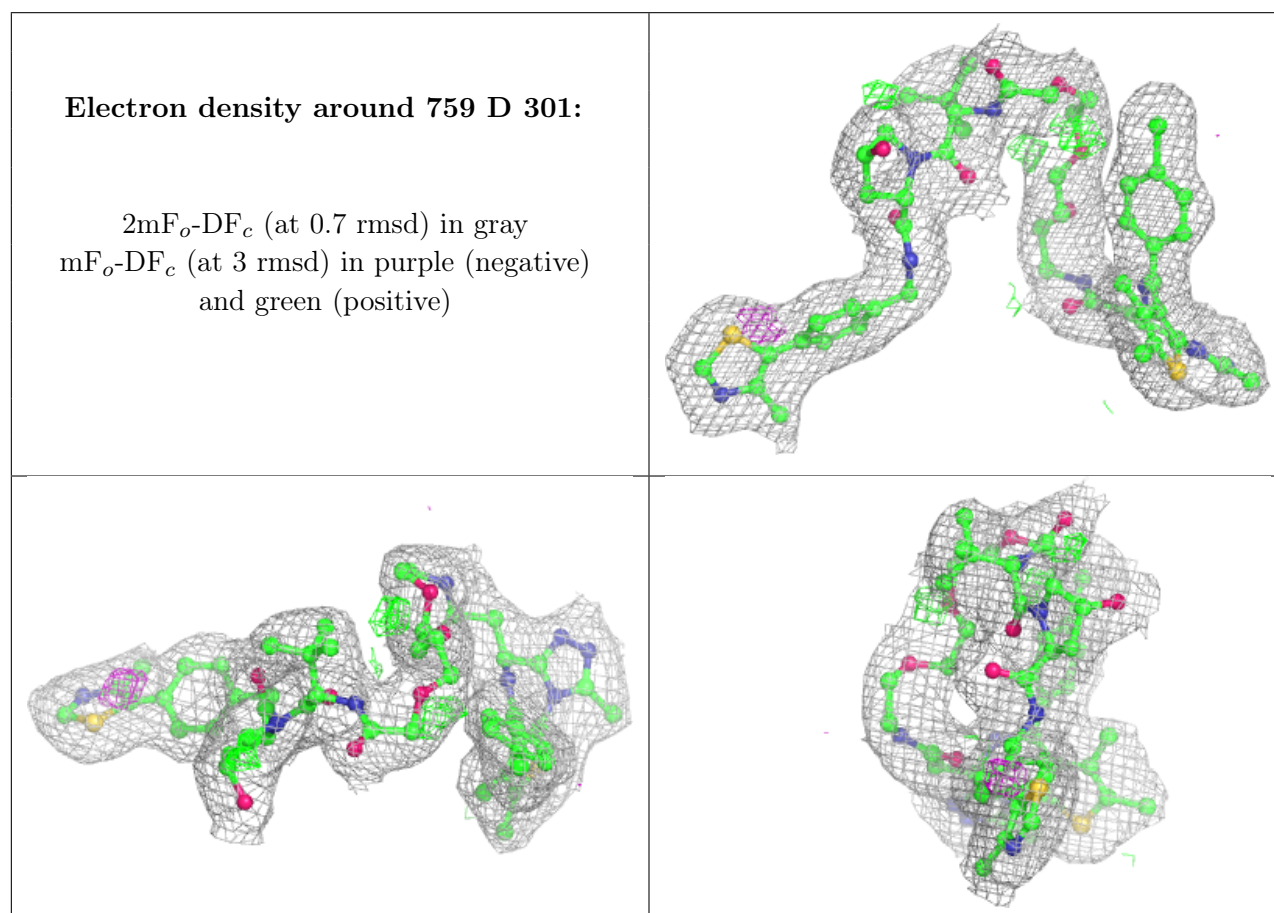 Electron density around 759 D 301:
2mFₒ-DF𝑐 (at 0.7 rmsd) in gray
mFₒ-DF𝑐 (at 3 rmsd) in purple (negative)
and green (positive)